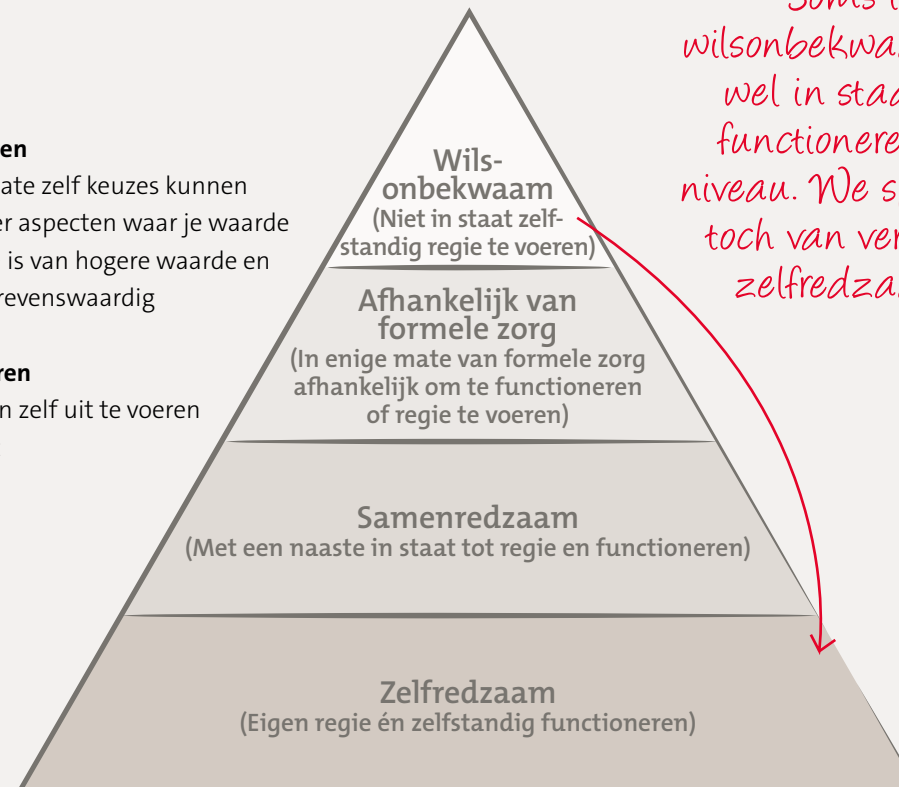 en
ate zelf keuzes kunnen
er aspecten waar je waarde
is van hogere waarde en
revenswaardig
ren
n zelf uit te voeren
Wils-
onbekwaam
(Niet in staat zelf-
standig regie te voeren)
Afhankelijk van
formele zorg
(In enige mate van formele zorg
afhankelijk om te functioneren
of regie te voeren)
Samenredzaam
(Met een naaste in staat tot regie en functioneren)
Zelfredzaam
(Eigen regie én zelfstandig functioneren)
Soms
wilsonbekwa
wel in staa
functionere
niveau. We s
toch van ver
zelfredza